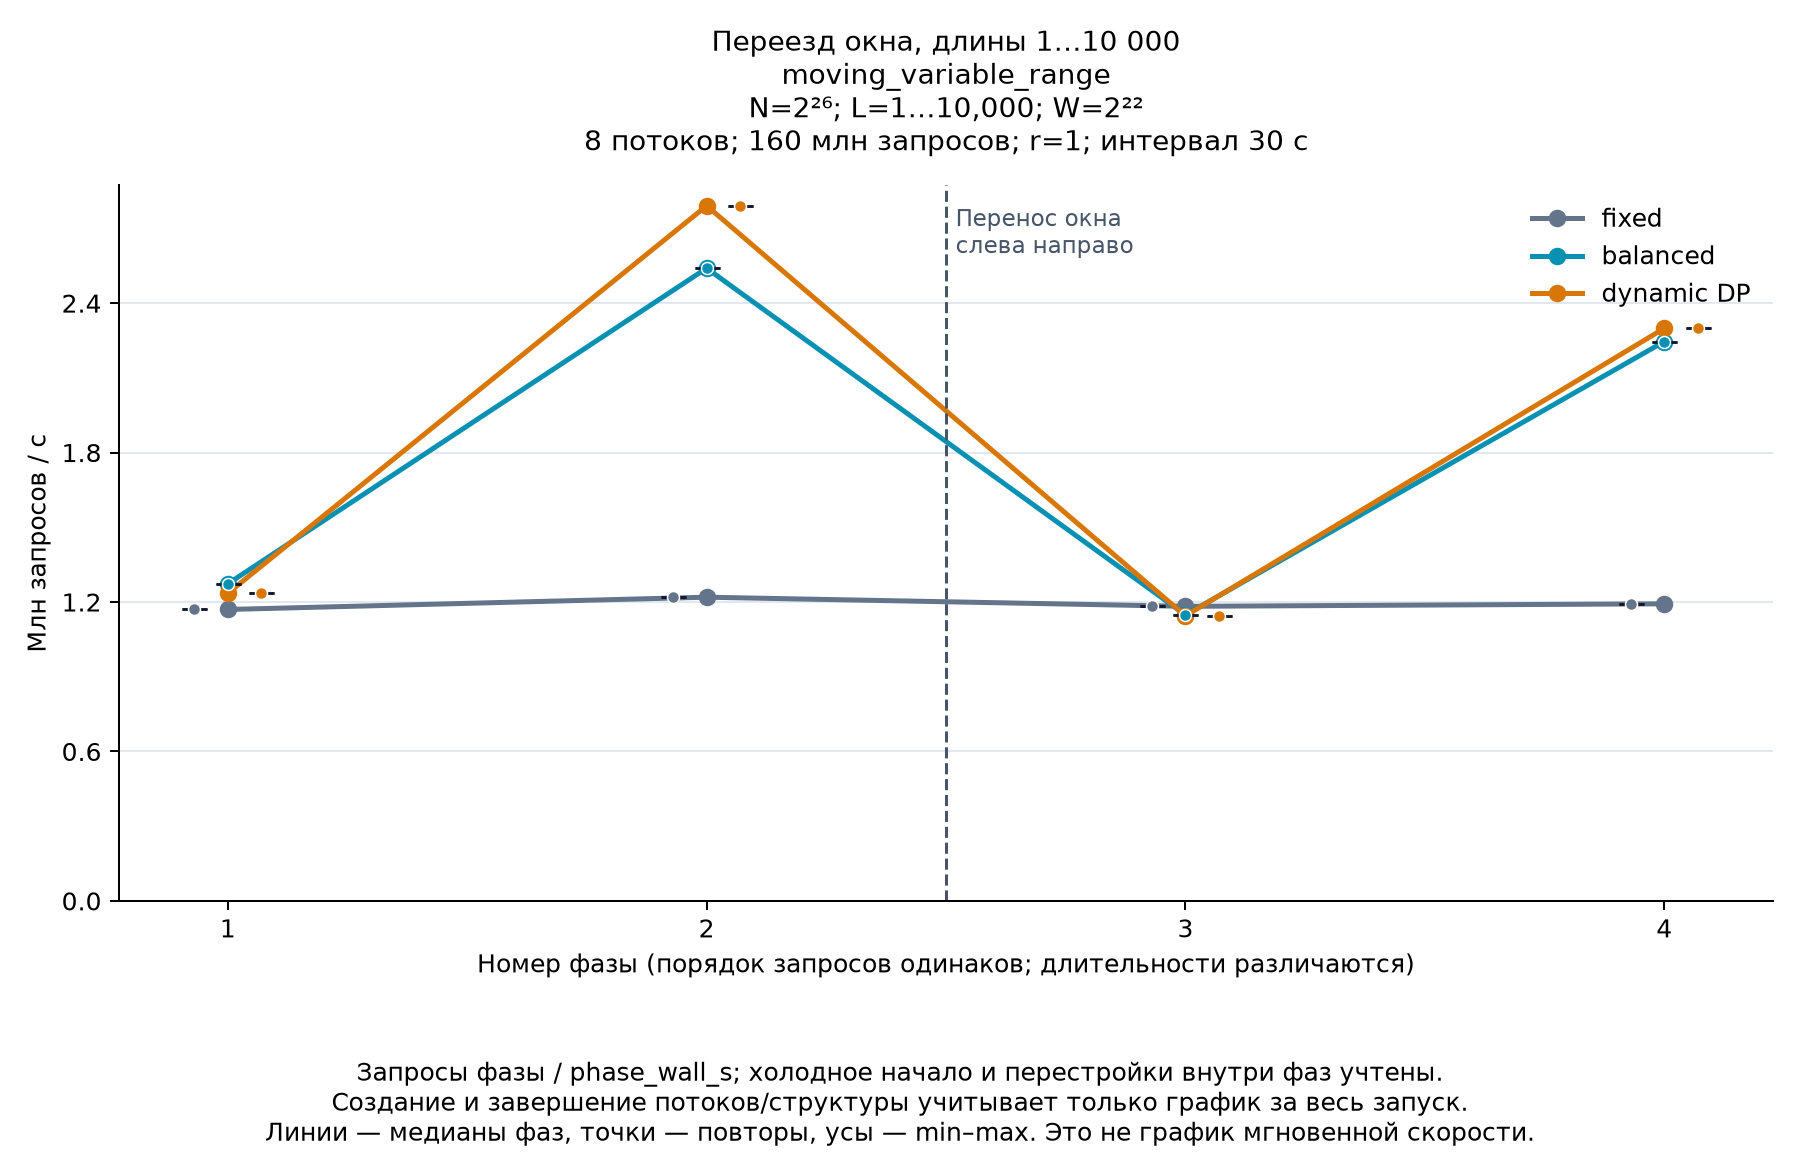 Переезд окна, длины 1…10 000
moving_variable_range
N=2²⁶; L=1…10,000; W=2²²
8 потоков; 160 млн запросов; r=1; интервал 30 с
Перенос окна
слева направо
fixed
balanced
dynamic DP
Млн запросов / с
2.4
1.8
1.2
0.6
0.0
1
2
3
4
Номер фазы (порядок запросов одинаков; длительности различаются)
Запросы фазы / phase_wall_s; холодное начало и перестройки внутри фаз учтены.
Создание и завершение потоков/структуры учитывает только график за весь запуск.
Линии — медианы фаз, точки — повторы, усы — min–max. Это не график мгновенной скорости.